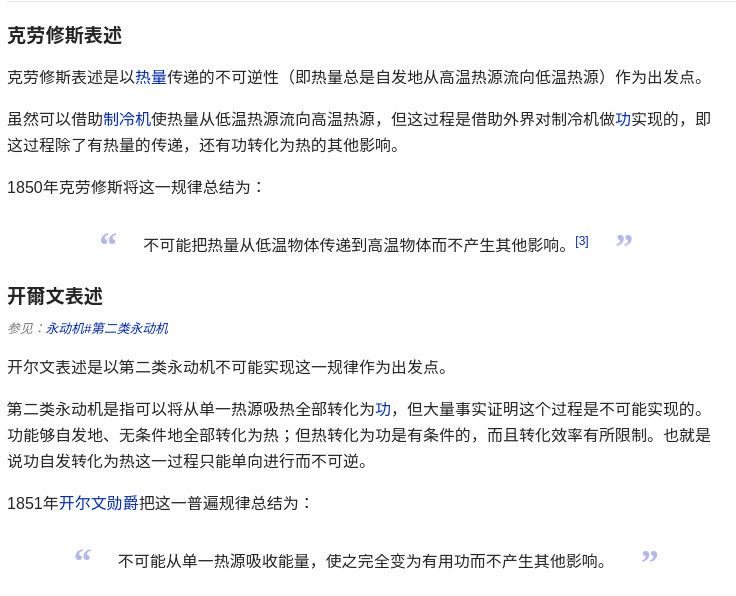 克劳修斯表述
克劳修斯表述是以热量传递的不可逆性（即热量总是自发地从高温热源流向低温热源）作为出发点。
虽然可以借助制冷机使热量从低温热源流向高温热源，但这过程是借助外界对制冷机做功实现的，即
这过程除了有热量的传递，还有功转化为热的其他影响。
1850年克劳修斯将这一规律总结为：
“ 不可能把热量从低温物体传递到高温物体而不产生其他影响。[3] ”
开爾文表述
参见：永动机#第二类永动机
开尔文表述是以第二类永动机不可能实现这一规律作为出发点。
第二类永动机是指可以将从单一热源吸热全部转化为功，但大量事实证明这个过程是不可能实现的。
功能够自发地、无条件地全部转化为热；但热转化为功是有条件的，而且转化效率有所限制。也就是
说功自发转化为热这一过程只能单向进行而不可逆。
1851年开尔文勋爵把这一普遍规律总结为：
“ 不可能从单一热源吸收能量，使之完全变为有用功而不产生其他影响。 ”